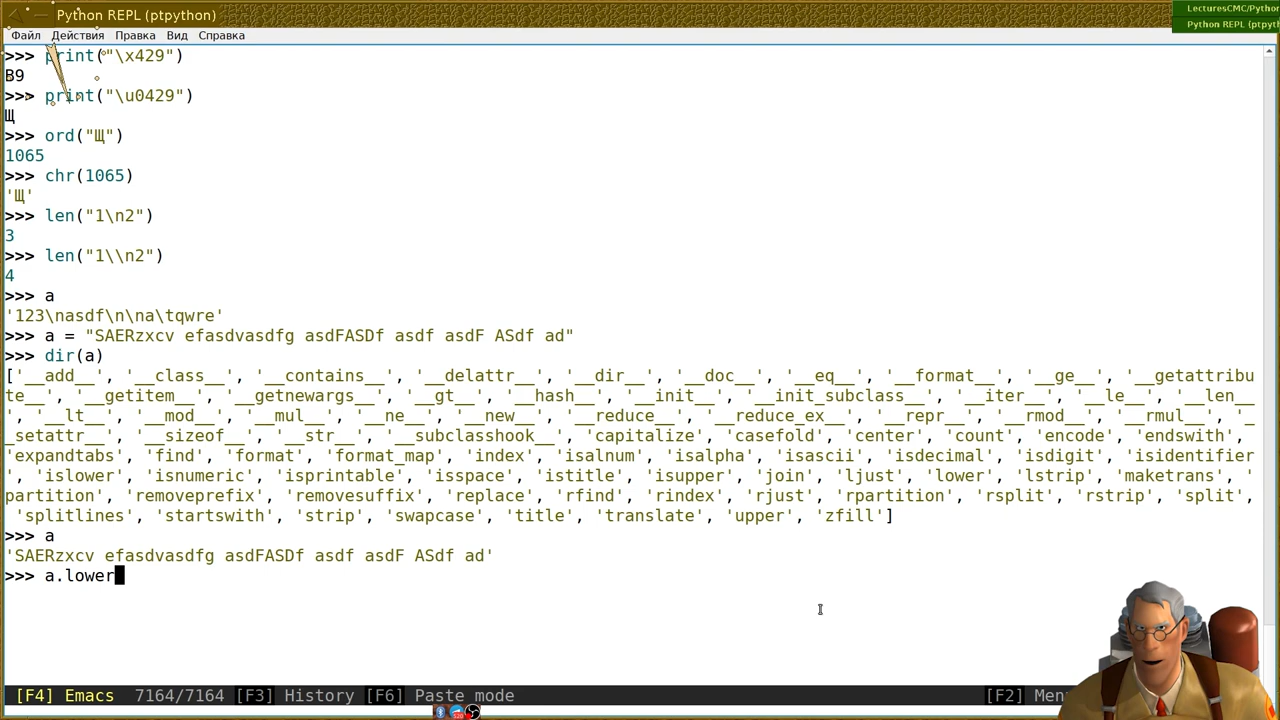 Python REPL (ptpython)
LecturesCMC/Python
Python REPL (ptpyth
Файл Действия Правка Вид Справка
>>> print("\x429")
B9
>>> print("\u0429")
Щ
>>> ord("Щ")
1065
>>> chr(1065)
'Щ'
>>> len("1\n2")
3
>>> len("1\\n2")
4
>>> a
'123\nasdf\n\na\tqwre'
>>> a = "SAERzxcv efasdvasdfg asdFASDf asdf asdF ASdf ad"
>>> dir(a)
['__add__', '__class__', '__contains__', '__delattr__', '__dir__', '__doc__', '__eq__', '__format__', '__ge__', '__getattribu
te__', '__getitem__', '__getnewargs__', '__gt__', '__hash__', '__init__', '__init_subclass__', '__iter__', '__le__', '__len__
', '__lt__', '__mod__', '__mul__', '__ne__', '__new__', '__reduce__', '__reduce_ex__', '__repr__', '__rmod__', '__rmul__', '_
_setattr__', '__sizeof__', '__str__', '__subclasshook__', 'capitalize', 'casefold', 'center', 'count', 'encode', 'endswith',
'expandtabs', 'find', 'format', 'format_map', 'index', 'isalnum', 'isalpha', 'isascii', 'isdecimal', 'isdigit', 'isidentifier
', 'islower', 'isnumeric', 'isprintable', 'isspace', 'istitle', 'isupper', 'join', 'ljust', 'lower', 'lstrip', 'maketrans', '
partition', 'removeprefix', 'removesuffix', 'replace', 'rfind', 'rindex', 'rjust', 'rpartition', 'rsplit', 'rstrip', 'split',
'splitlines', 'startswith', 'strip', 'swapcase', 'title', 'translate', 'upper', 'zfill']
>>> a
'SAERzxcv efasdvasdfg asdFASDf asdf asdF ASdf ad'
>>> a.lower
[F4] Emacs 7164/7164 [F3] History [F6] Paste mode [F2] Men